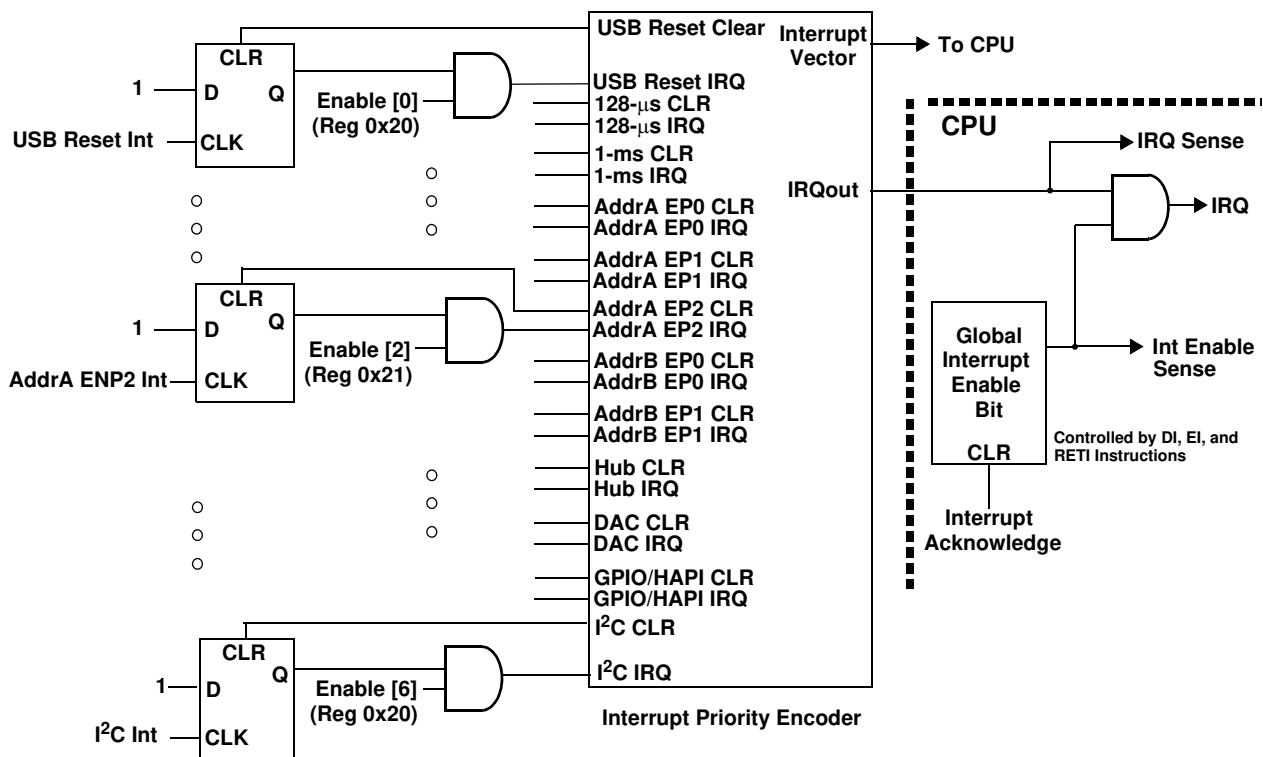 CLR
1
D
Q
USB Reset Int
CLK
Enable [0]
(Reg 0x20)
CLR
1
D
Q
AddrA ENP2 Int
CLK
Enable [2]
(Reg 0x21)
CLR
1
D
Q
I²C Int
CLK
Enable [6]
(Reg 0x20)
USB Reset Clear
USB Reset IRQ
128-μs CLR
128-μs IRQ
1-ms CLR
1-ms IRQ
AddrA EP0 CLR
AddrA EP0 IRQ
AddrA EP1 CLR
AddrA EP1 IRQ
AddrA EP2 CLR
AddrA EP2 IRQ
AddrB EP0 CLR
AddrB EP0 IRQ
AddrB EP1 CLR
AddrB EP1 IRQ
Hub CLR
Hub IRQ
DAC CLR
DAC IRQ
GPIO/HAPI CLR
GPIO/HAPI IRQ
I²C CLR
I²C IRQ
Interrupt
Vector
IRQout
Interrupt Priority Encoder
To CPU
CPU
IRQ Sense
IRQ
Global
Interrupt
Enable
Bit
CLR
Int Enable
Sense
Controlled by DI, EI, and
RETI Instructions
Interrupt
Acknowledge